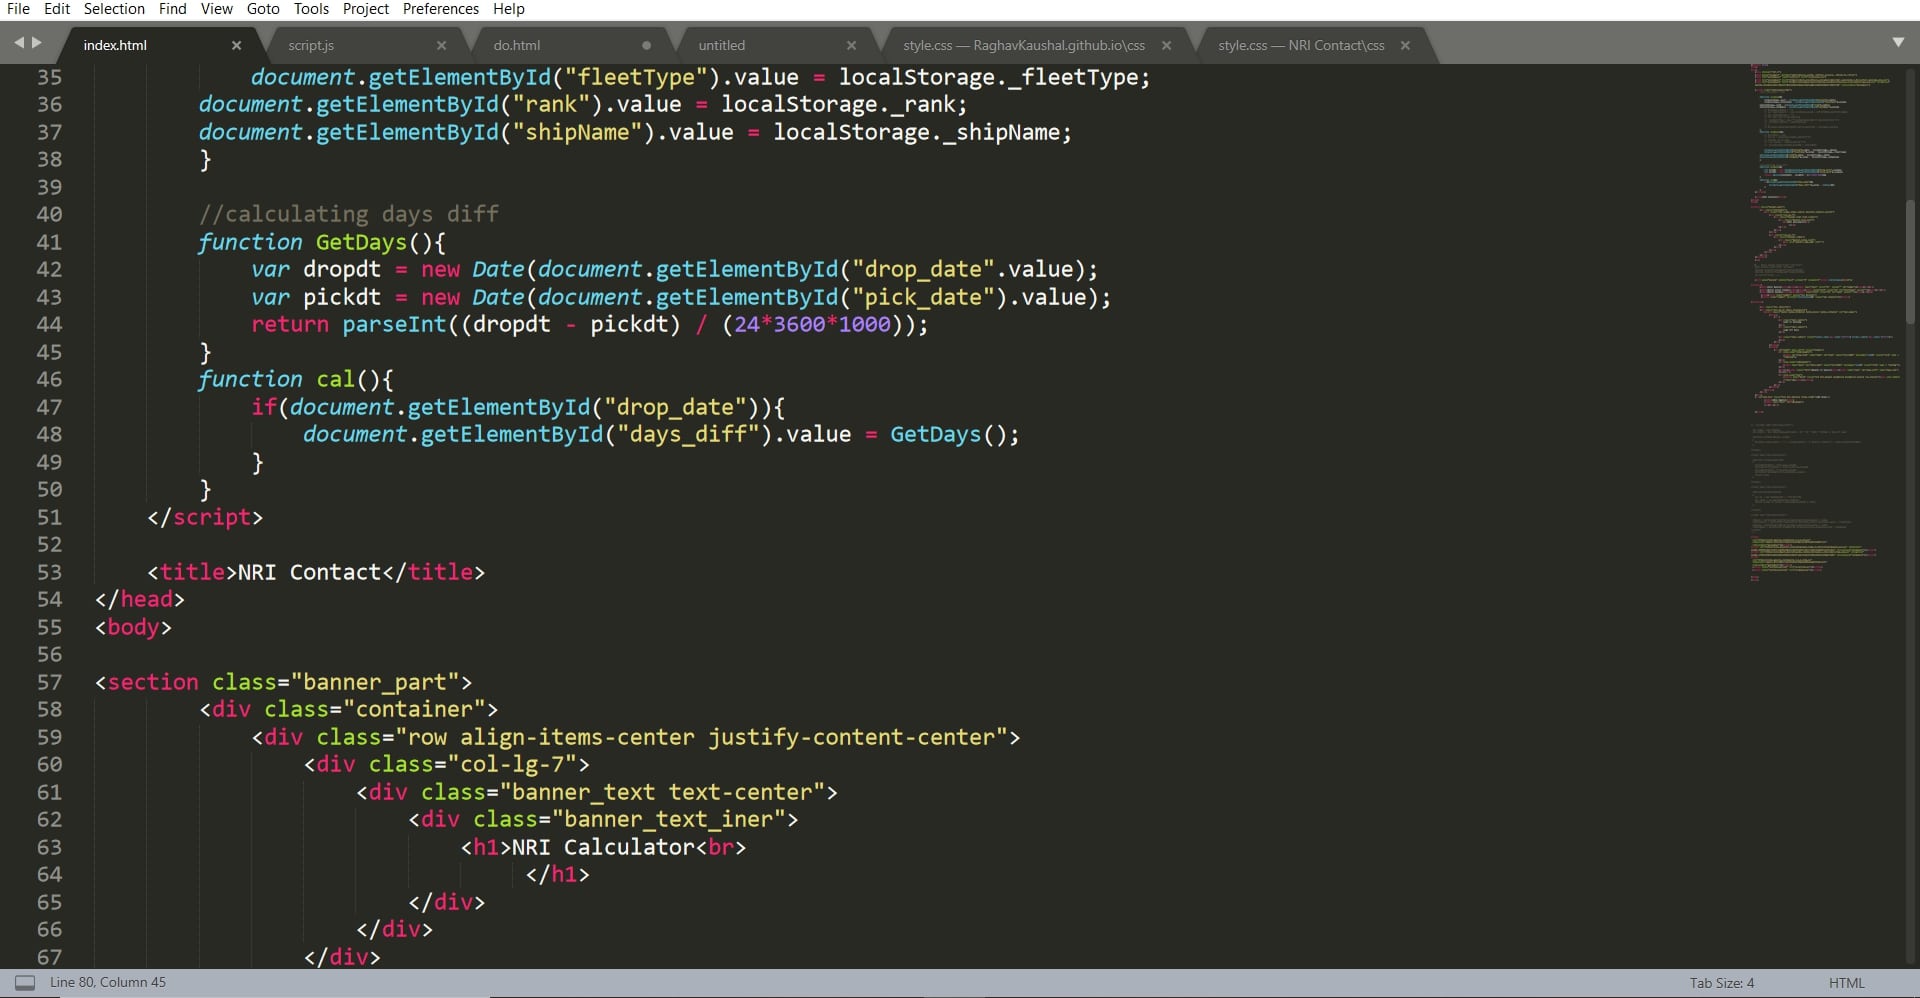 File Edit Selection Find View Goto Tools Project Preferences Help
index.html script.js do.html untitled style.css — RaghavKaushal.github.io\css style.css — NRI Contact\css
35 document.getElementById("fleetType").value = localStorage._fleetType;
36 document.getElementById("rank").value = localStorage._rank;
37 document.getElementById("shipName").value = localStorage._shipName;
38 }
39
40 //calculating days diff
41 function GetDays(){
42 var dropdt = new Date(document.getElementById("drop_date".value);
43 var pickdt = new Date(document.getElementById("pick_date").value);
44 return parseInt((dropdt - pickdt) / (24*3600*1000));
45 }
46 function cal(){
47 if(document.getElementById("drop_date")){
48 document.getElementById("days_diff").value = GetDays();
49 }
50 }
51 </script>
52
53 <title>NRI Contact</title>
54 </head>
55 <body>
56
57 <section class="banner_part">
58 <div class="container">
59 <div class="row align-items-center justify-content-center">
60 <div class="col-lg-7">
61 <div class="banner_text text-center">
62 <div class="banner_text_iner">
63 <h1>NRI Calculator<br>
64 </h1>
65 </div>
66 </div>
67 </div>
Line 80, Column 45 Tab Size: 4 HTML